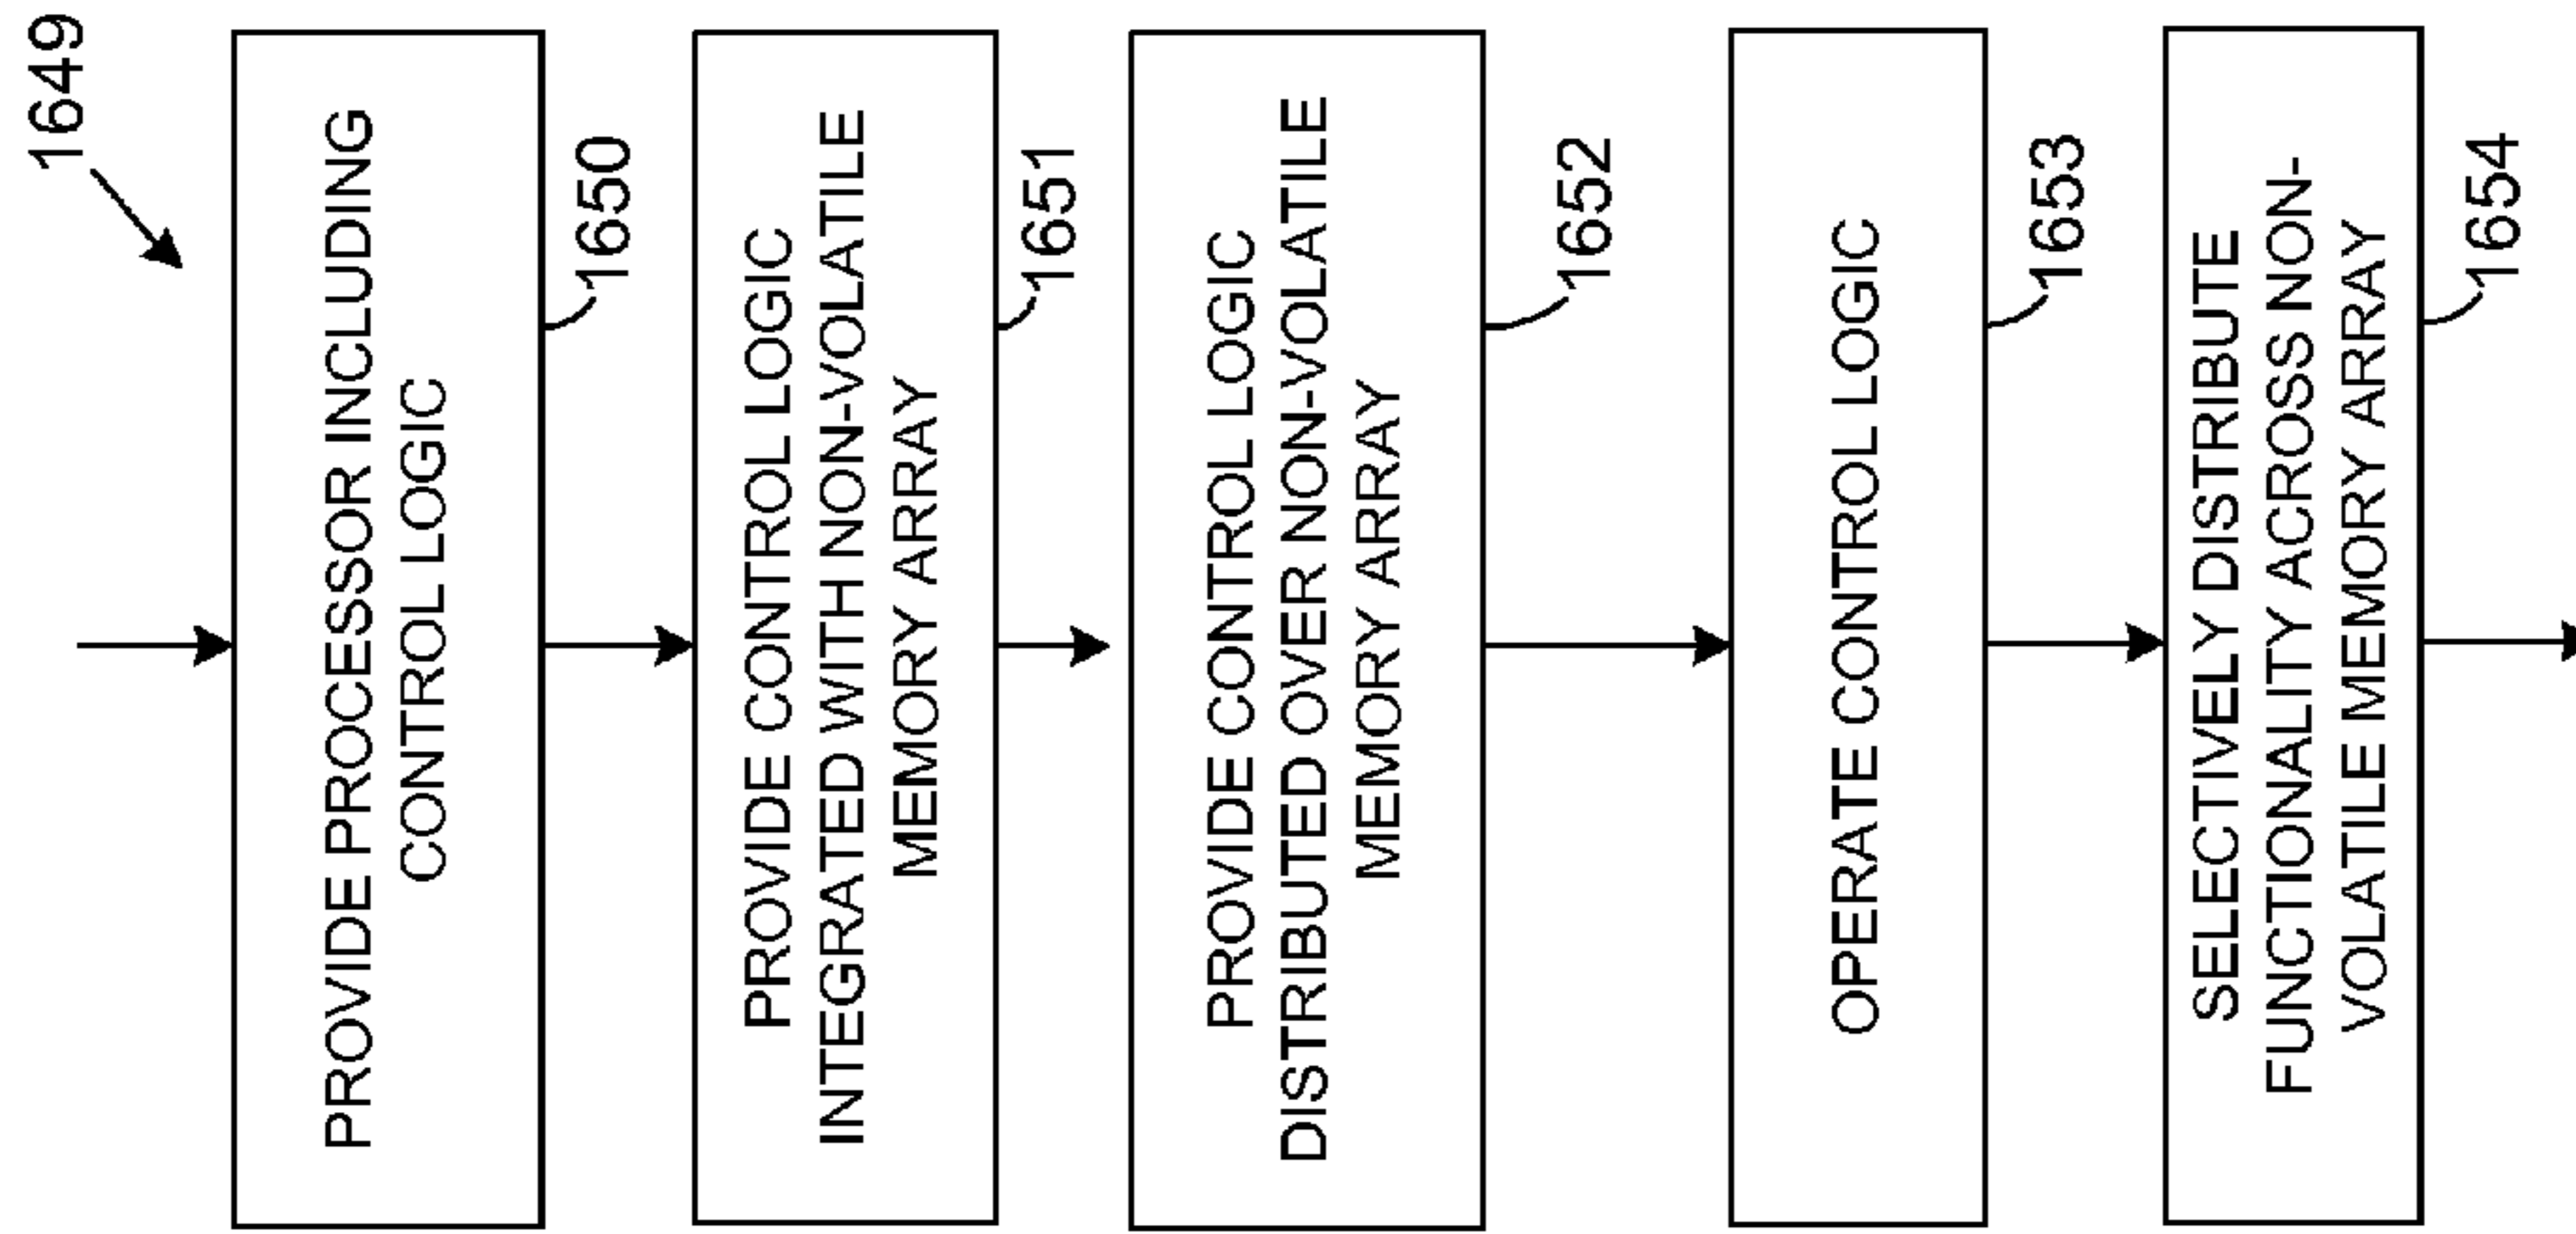 1649
PROVIDE PROCESSOR INCLUDING
CONTROL LOGIC
1650
PROVIDE CONTROL LOGIC
INTEGRATED WITH NON-VOLATILE
MEMORY ARRAY
1651
PROVIDE CONTROL LOGIC
DISTRIBUTED OVER NON-VOLATILE
MEMORY ARRAY
1652
OPERATE CONTROL LOGIC
1653
SELECTIVELY DISTRIBUTE
FUNCTIONALITY ACROSS NON-
VOLATILE MEMORY ARRAY
1654